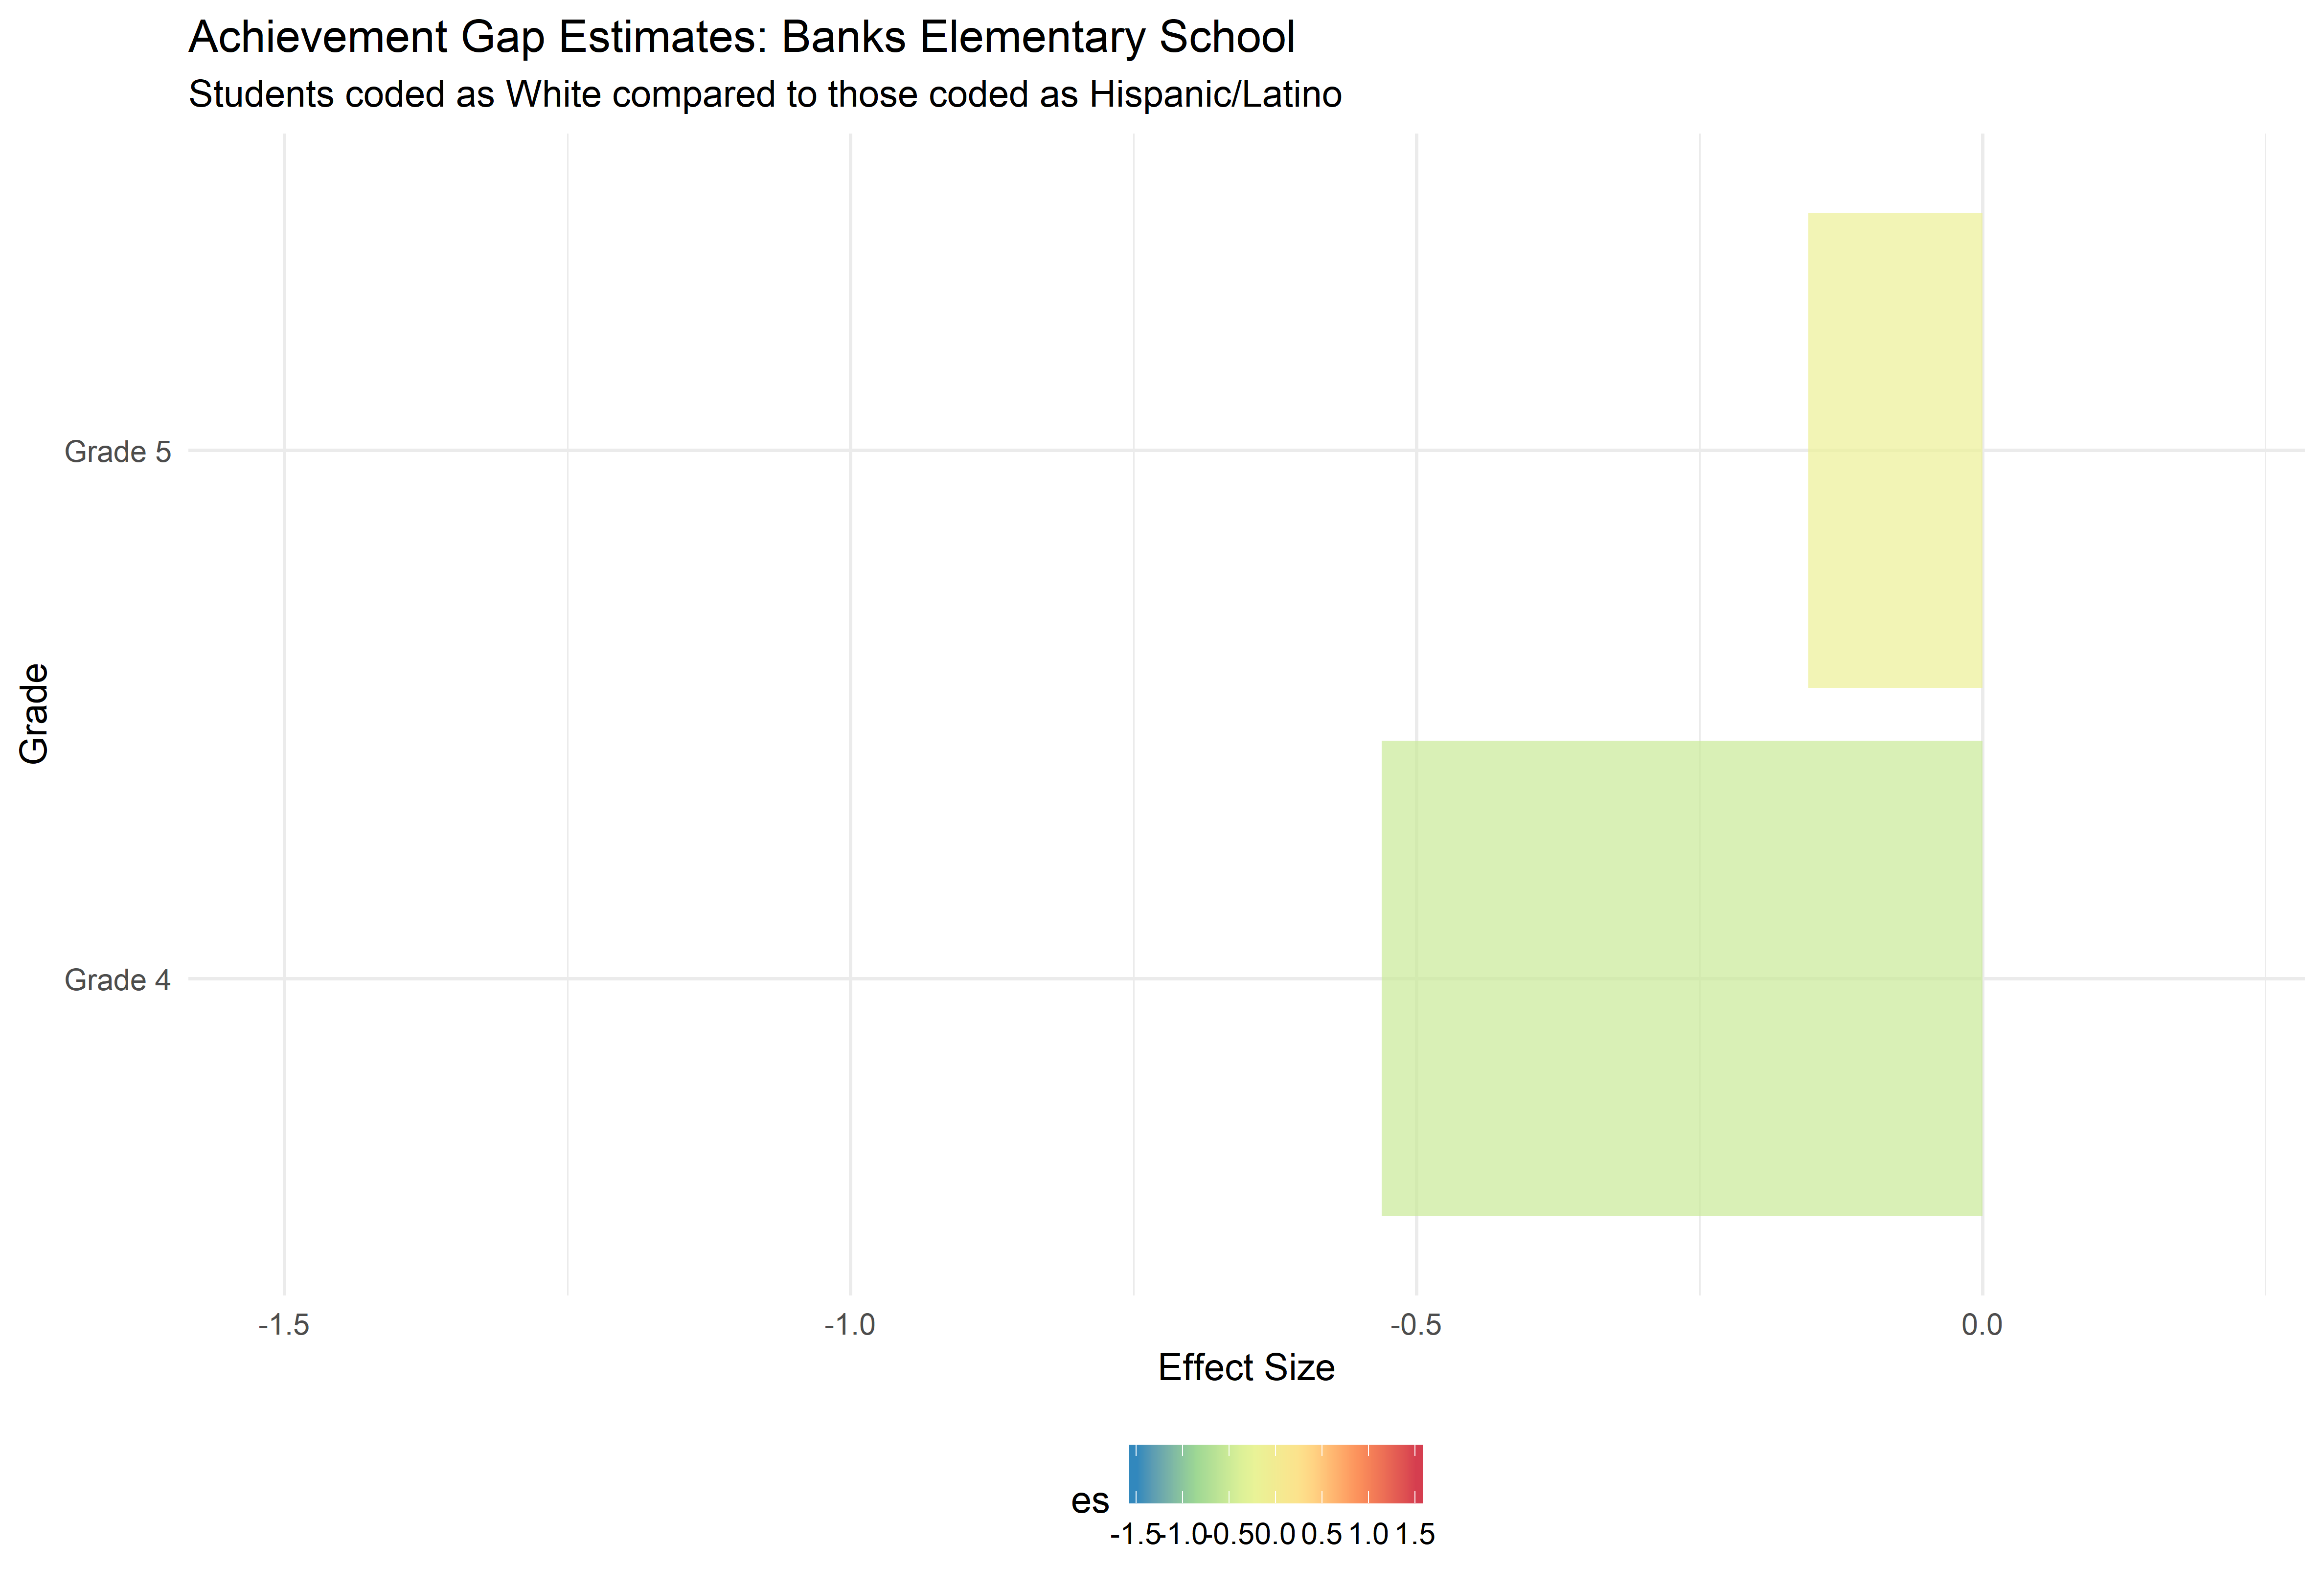 Achievement Gap Estimates: Banks Elementary School
Students coded as White compared to those coded as Hispanic/Latino
Grade
Grade 5
Grade 4
-1.5 -1.0 -0.5 0.0
Effect Size
es
-1.5 -1.0 -0.5 0.0 0.5 1.0 1.5